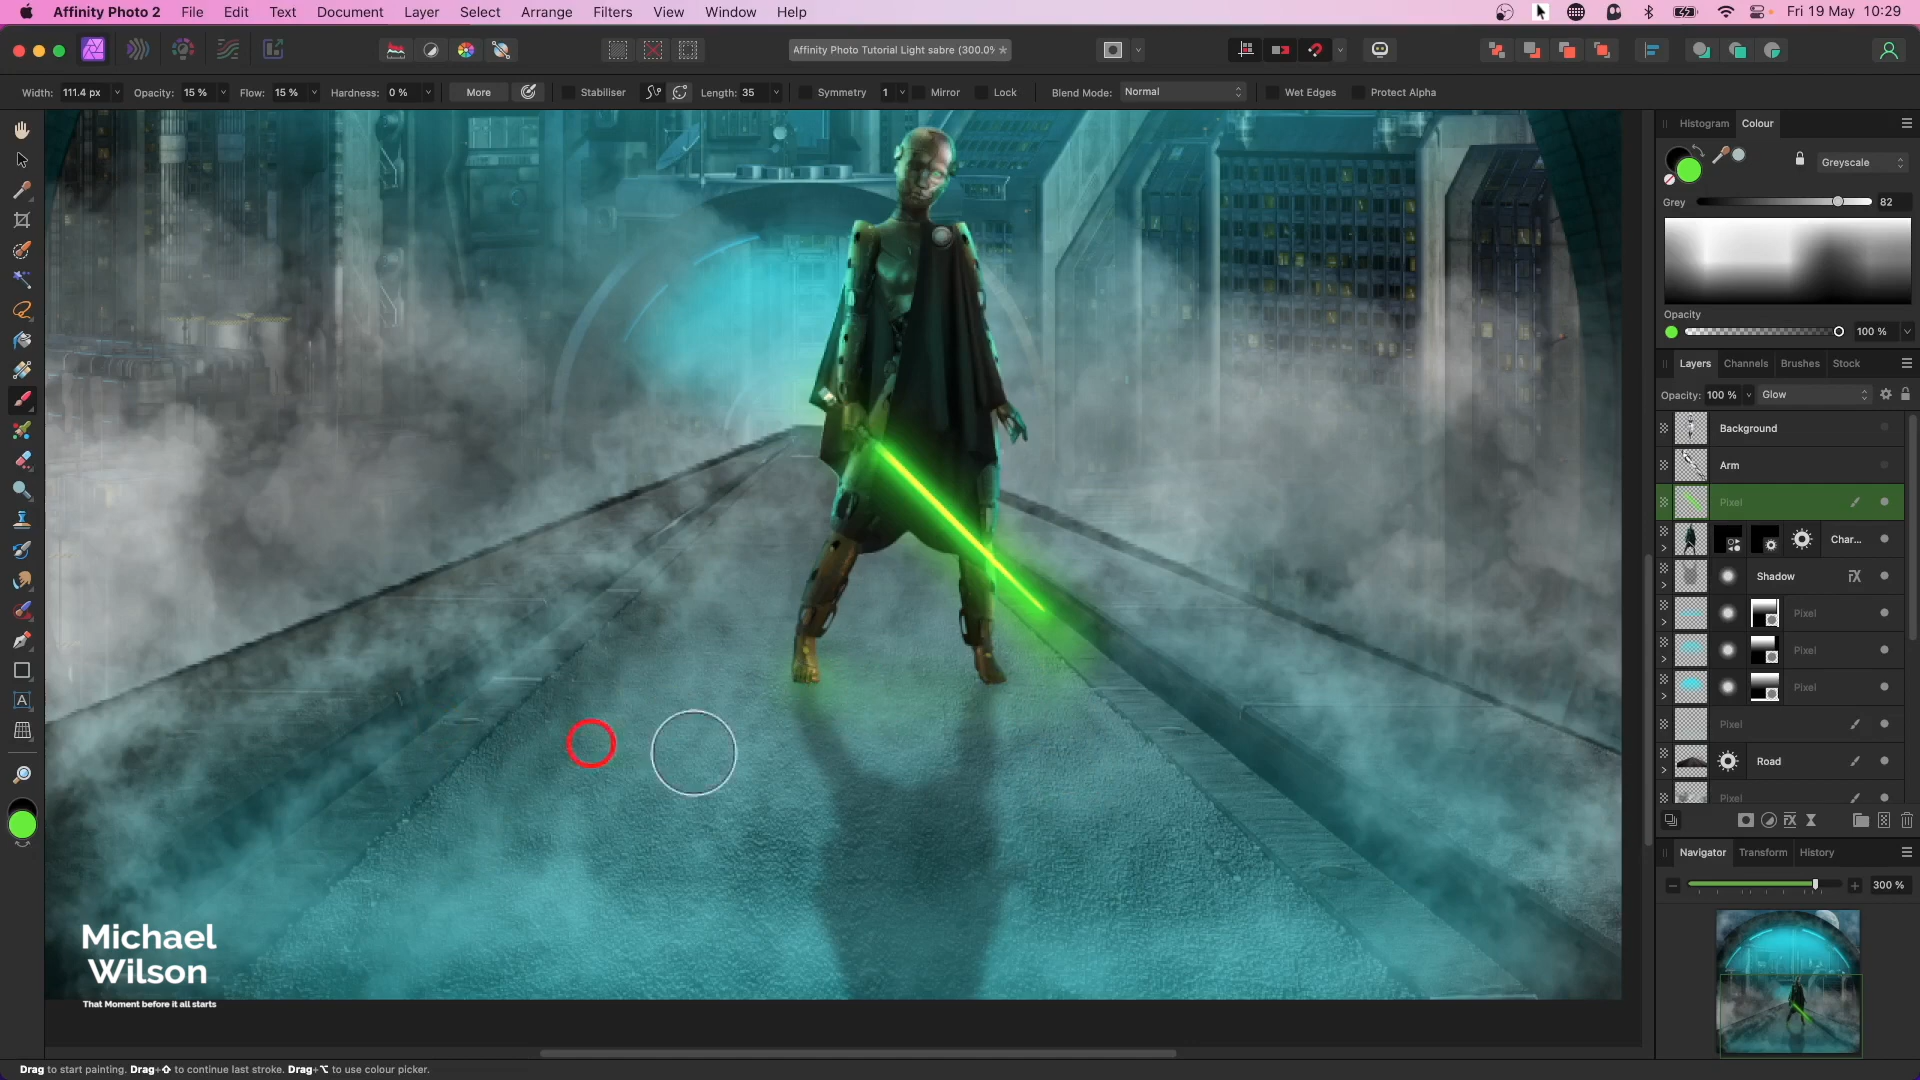 Affinity Photo 2 File Edit Text Document Layer Select Arrange Filters View Window Help Fri 19 May 10:29
Affinity Photo Tutorial Light sabre (300.0%
Width: 111.4 px Opacity: 15 % Flow: 15 % Hardness: 0 % More Stabiliser Length: 35 Symmetry 1 Mirror Lock Blend Mode: Normal Wet Edges Protect Alpha
Histogram Colour
Greyscale
Grey 82
Opacity
100 %
Layers Channels Brushes Stock
Opacity: 100 % Glow
Background
Arm
Pixel
Char...
Shadow
Pixel
Pixel
Pixel
Pixel
Road
Pixel
Navigator Transform History
300 %
A
Michael
Wilson
That Moment before it all starts
Drag to start painting. Drag+⇧ to continue last stroke. Drag+⌥ to use colour picker.